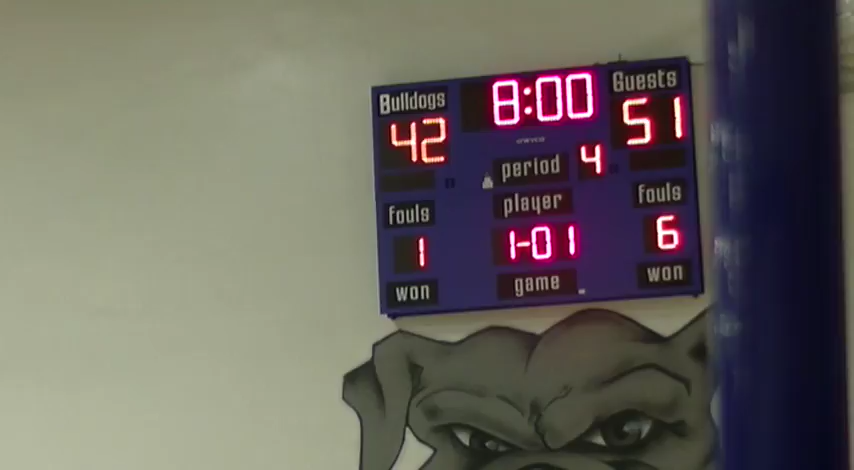 Bulldogs 8:00 Guests
42 51
period 4
fouls player fouls
1 1-01 6
won game won